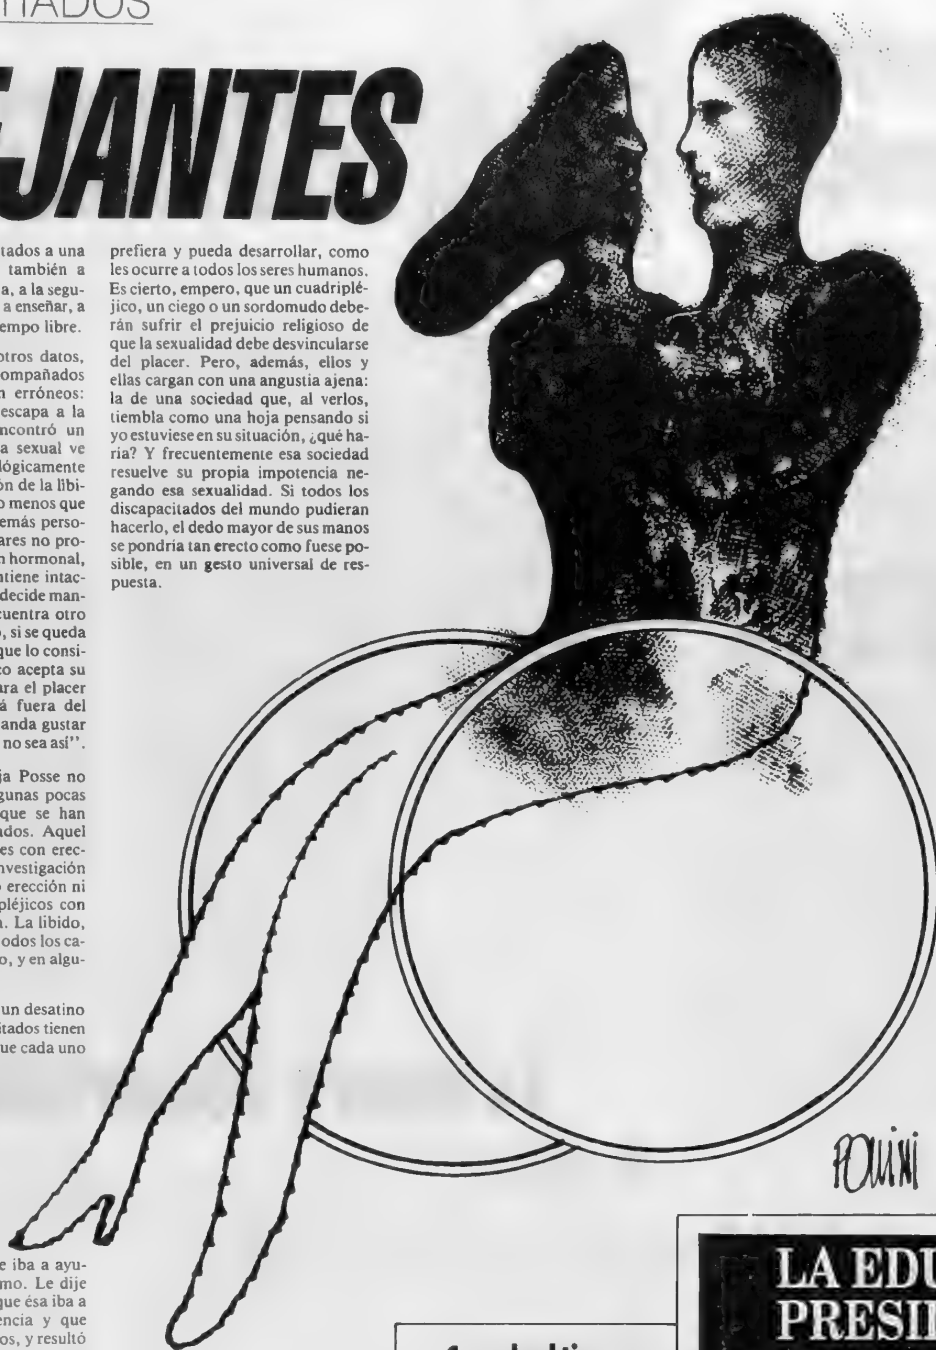 JANTES
tados a una
también a
a, a la segu-
a enseñar, a
empo libre.
otros datos,
ompañados
n erróneos:
escapa a la
ncontró un
a sexual ve
lógicamente
ón de la libi-
o menos que
emás perso-
ares no pro-
n hormonal,
ntiene intac-
decide man-
cuentra otro
o, si se queda
que lo consi-
co acepta su
ara el placer
á fuera del
anda gustar
no sea así".
ja Posse no
gunas pocas
que se han
ados. Aquel
es con erec-
nvestigación
o erección ni
pléjicos con
a. La libido,
odos los ca-
o, y en algu-
un desatino
itados tienen
ue cada uno
e iba a ayu-
mo. Le dije
que ésa iba a
encia y que
os, y resultó
prefiera y pueda desarrollar, como
les ocurre a todos los seres humanos.
Es cierto, empero, que un cuadriplé-
jico, un ciego o un sordomudo debe-
rán sufrir el prejuicio religioso de
que la sexualidad debe desvincularse
del placer. Pero, además, ellos y
ellas cargan con una angustia ajena:
la de una sociedad que, al verlos,
tiembla como una hoja pensando si
yo estuviese en su situación, ¿qué ha-
ría? Y frecuentemente esa sociedad
resuelve su propia impotencia ne-
gando esa sexualidad. Si todos los
discapacitados del mundo pudieran
hacerlo, el dedo mayor de sus manos
se pondría tan erecto como fuese po-
sible, en un gesto universal de res-
puesta.
LA EDU
PRESI